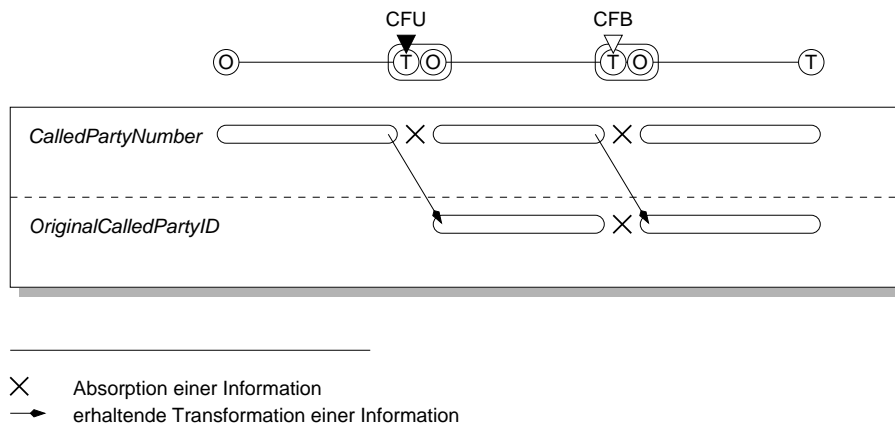 CFU CFB
O T O T O T
CalledPartyNumber
OriginalCalledPartyID
Absorption einer Information
erhaltende Transformation einer Information